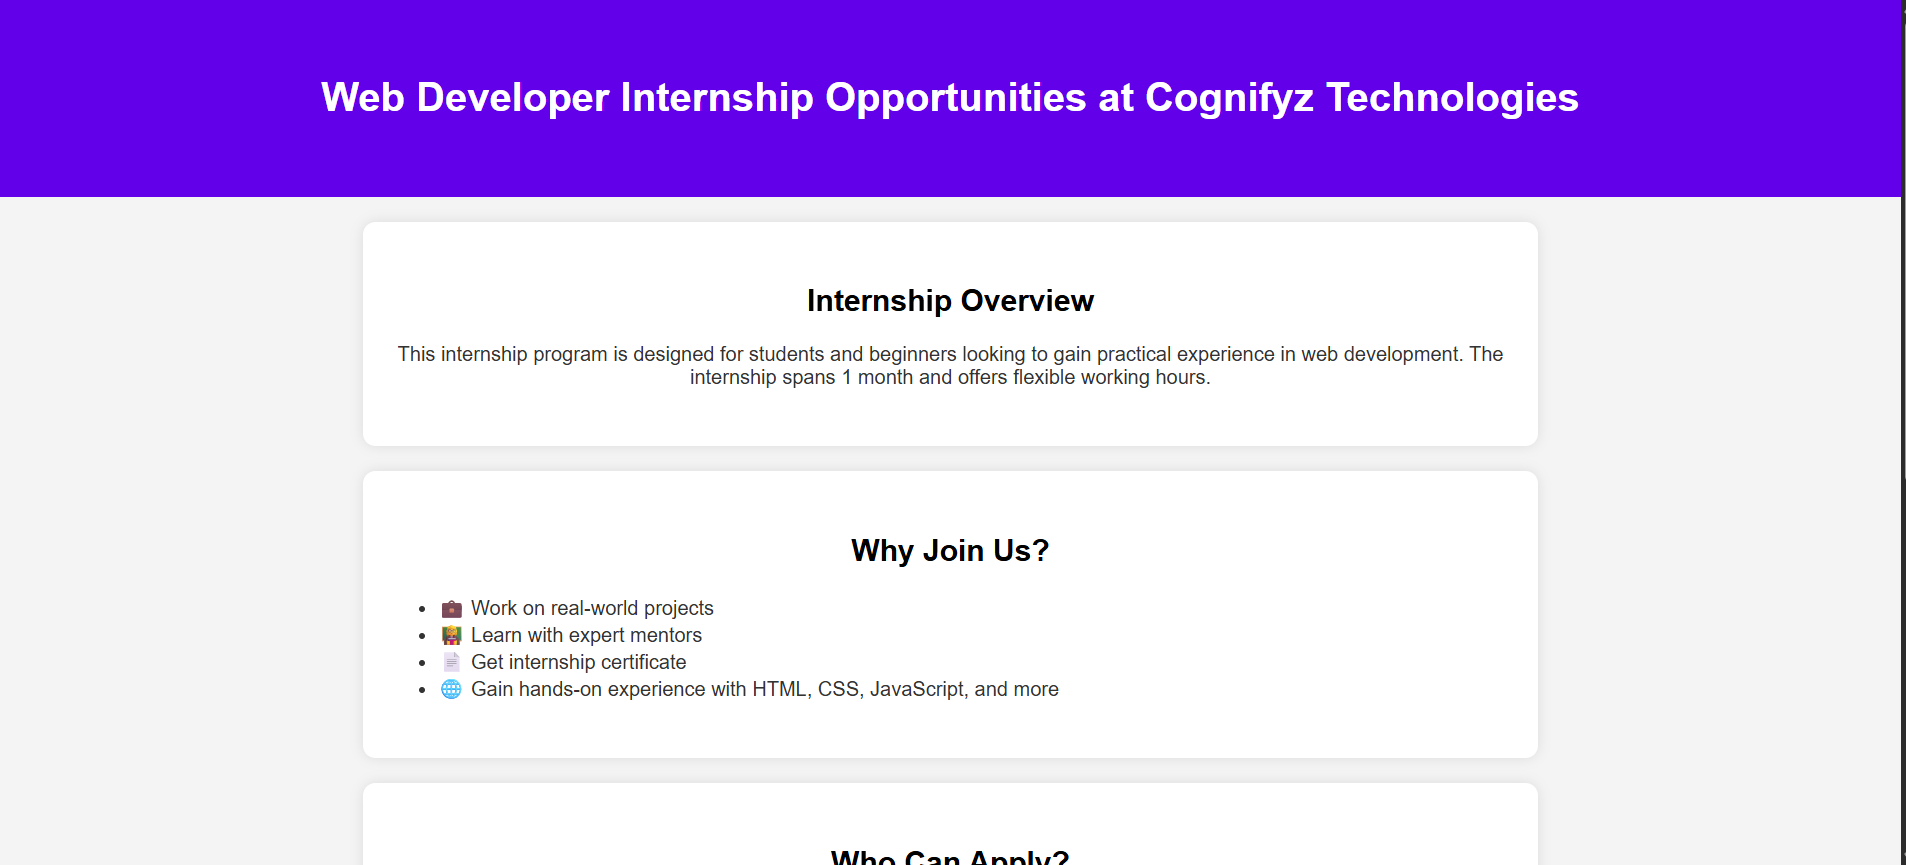 Web Developer Internship Opportunities at Cognifyz Technologies
Internship Overview
This internship program is designed for students and beginners looking to gain practical experience in web development. The
internship spans 1 month and offers flexible working hours.
Why Join Us?
• 💼 Work on real-world projects
• 👩‍🏫 Learn with expert mentors
• 📄 Get internship certificate
• 🌐 Gain hands-on experience with HTML, CSS, JavaScript, and more
Who Can Apply?